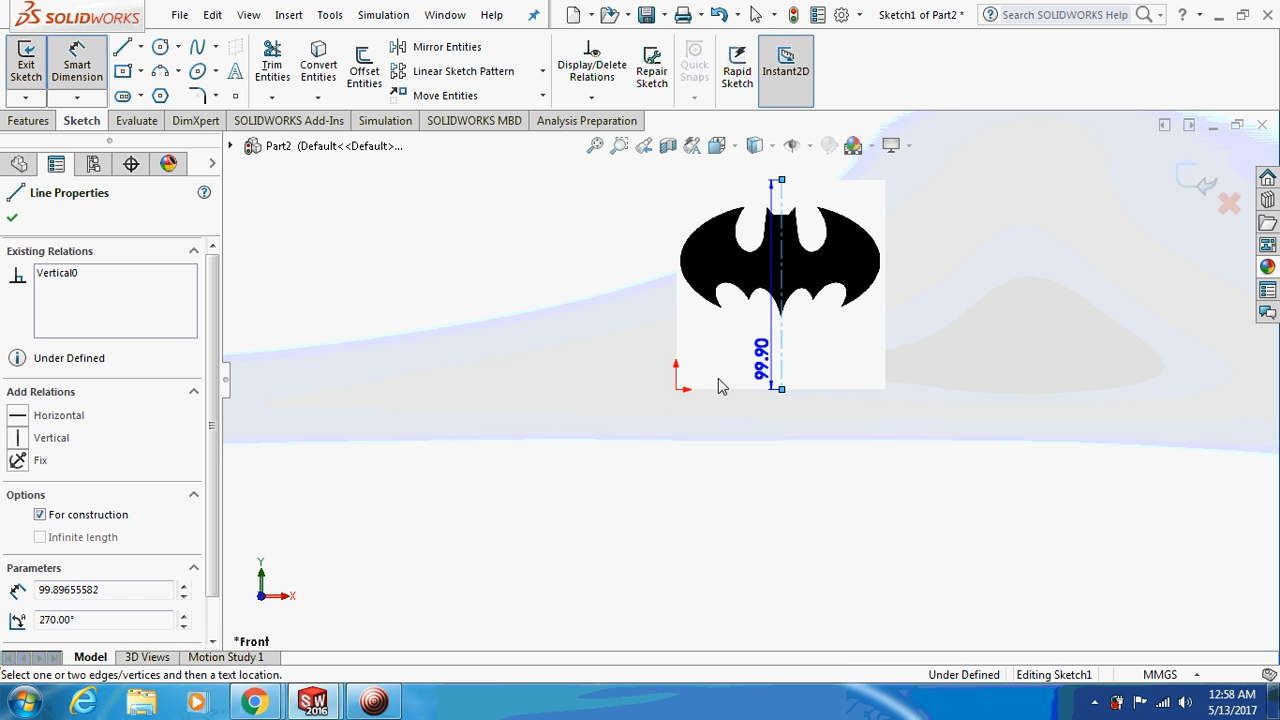 SOLIDWORKS
File Edit View Insert Tools Simulation Window Help
Sketch1 of Part2 *
Search SOLIDWORKS Help
Exit Sketch
Smart Dimension
Trim Entities
Convert Entities
Offset Entities
Mirror Entities
Linear Sketch Pattern
Move Entities
Display/Delete Relations
Repair Sketch
Quick Snaps
Rapid Sketch
Instant2D
Features Sketch Evaluate DimXpert SOLIDWORKS Add-Ins Simulation SOLIDWORKS MBD Analysis Preparation
Part2 (Default<<Default>...
Line Properties
Existing Relations
Vertical0
Under Defined
Add Relations
Horizontal
Vertical
Fix
Options
For construction
Infinite length
Parameters
99.89655582
270.00°
99.90
Y
X
*Front
Model 3D Views Motion Study 1
Select one or two edges/vertices and then a text location.
Under Defined Editing Sketch1 MMGS
SW 2016
12:58 AM
5/13/2017